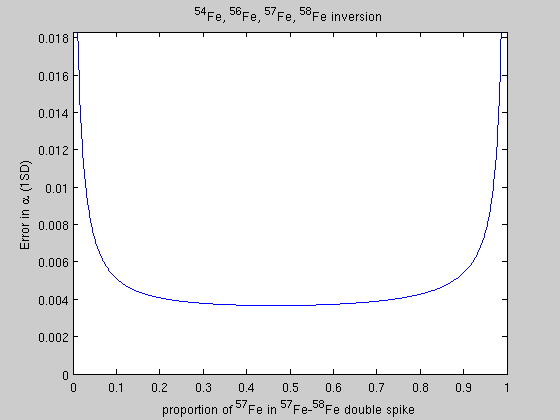 ⁵⁴Fe, ⁵⁶Fe, ⁵⁷Fe, ⁵⁸Fe inversion
0.018
0.016
0.014
0.012
0.01
0.008
0.006
0.004
0.002
0
Error in α (1SD)
0 0.1 0.2 0.3 0.4 0.5 0.6 0.7 0.8 0.9 1
proportion of ⁵⁷Fe in ⁵⁷Fe-⁵⁸Fe double spike